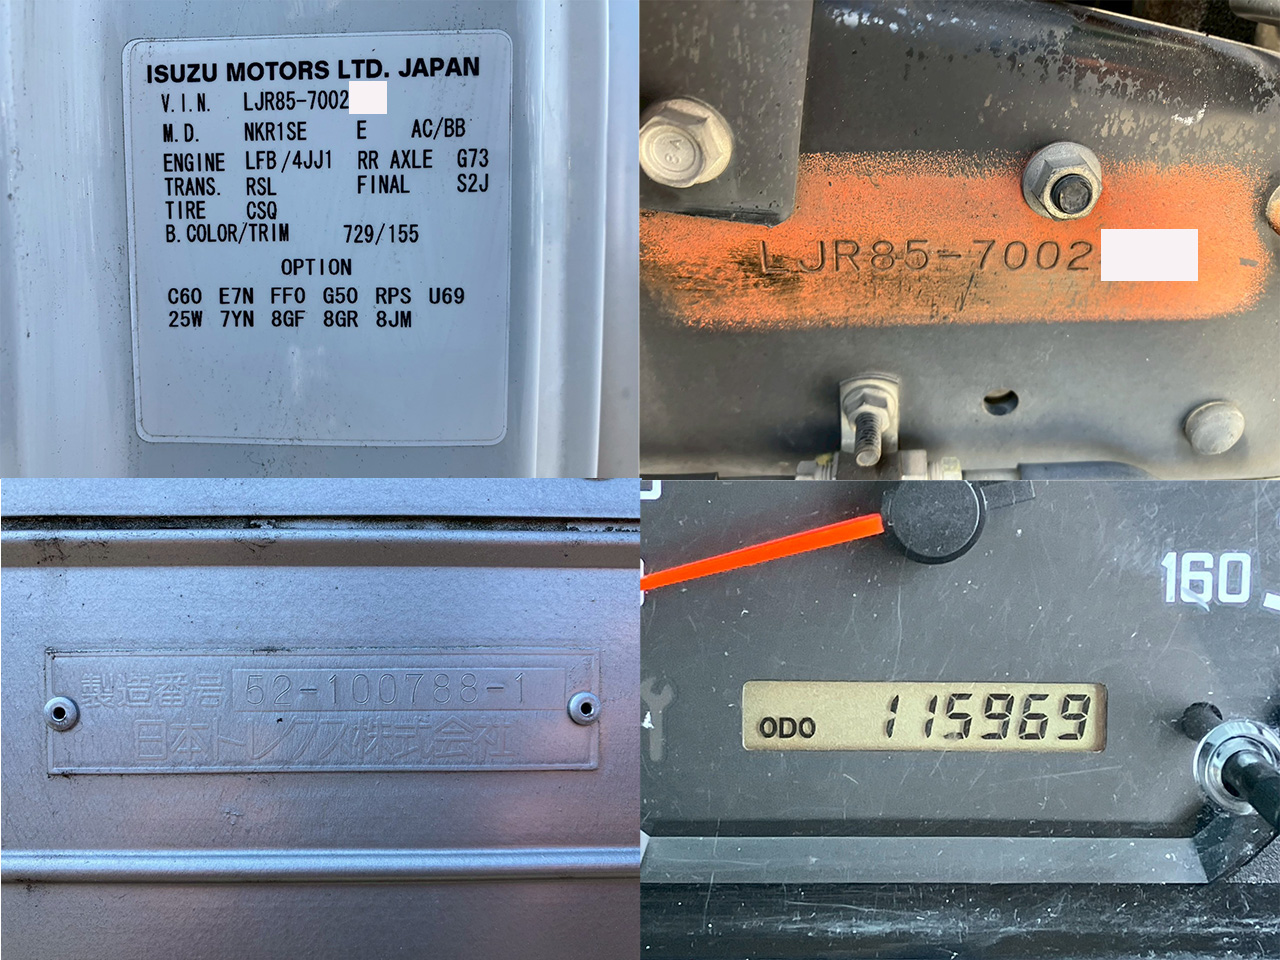 ISUZU MOTORS LTD. JAPAN
V.I.N. LJR85-7002
M.D. NKR1SE E AC/BB
ENGINE LFB/4JJ1 RR AXLE G73
TRANS. RSL FINAL S2J
TIRE CSQ
B.COLOR/TRIM 729/155
OPTION
C60 E7N FF0 G50 RPS U69
25W 7YN 8GF 8GR 8JM
8A
LJR85-7002
製造番号 52-100788-1
日本トレクス株式会社
160
ODO 115969